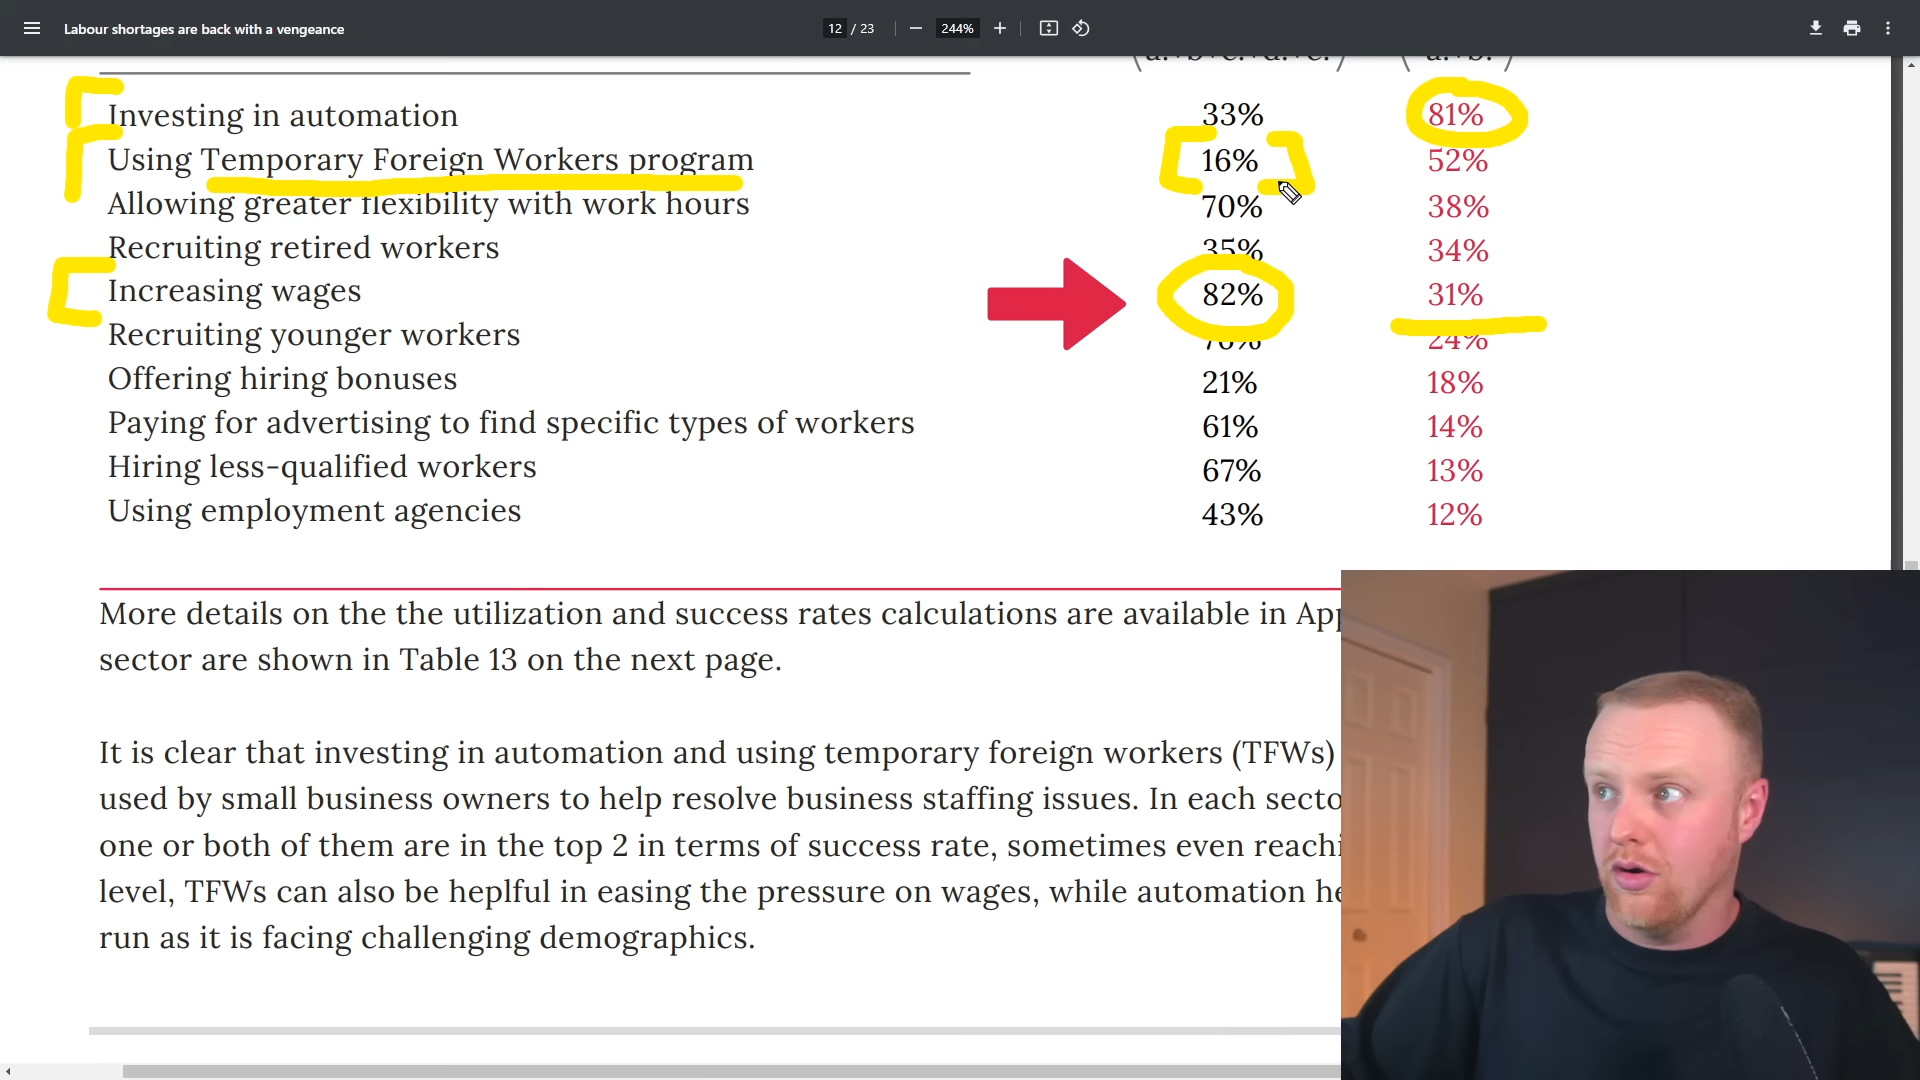 Labour shortages are back with a vengeance
12 / 23
244%
Investing in automation 33% 81%
Using Temporary Foreign Workers program 16% 52%
Allowing greater flexibility with work hours 70% 38%
Recruiting retired workers 35% 34%
Increasing wages 82% 31%
Recruiting younger workers 24%
Offering hiring bonuses 21% 18%
Paying for advertising to find specific types of workers 61% 14%
Hiring less-qualified workers 67% 13%
Using employment agencies 43% 12%
More details on the the utilization and success rates calculations are available in App
sector are shown in Table 13 on the next page.
It is clear that investing in automation and using temporary foreign workers (TFWs)
used by small business owners to help resolve business staffing issues. In each secto
one or both of them are in the top 2 in terms of success rate, sometimes even reachi
level, TFWs can also be heplful in easing the pressure on wages, while automation he
run as it is facing challenging demographics.